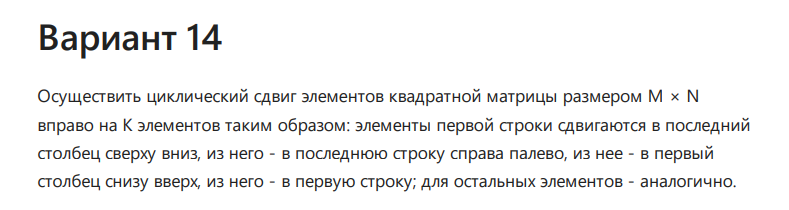 Вариант 14
Осуществить циклический сдвиг элементов квадратной матрицы размером M × N
вправо на К элементов таким образом: элементы первой строки сдвигаются в последний
столбец сверху вниз, из него - в последнюю строку справа палево, из нее - в первый
столбец снизу вверх, из него - в первую строку; для остальных элементов - аналогично.